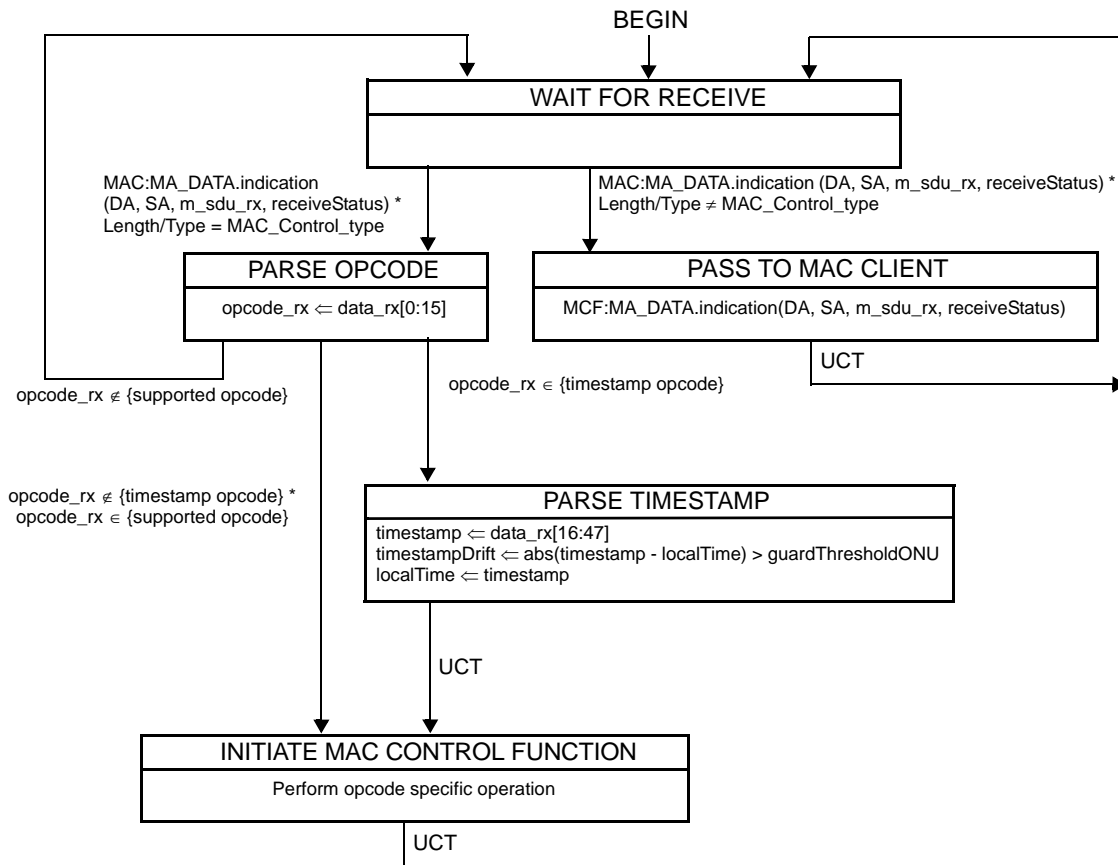 BEGIN
WAIT FOR RECEIVE
MAC:MA_DATA.indication
(DA, SA, m_sdu_rx, receiveStatus) *
Length/Type = MAC_Control_type
MAC:MA_DATA.indication (DA, SA, m_sdu_rx, receiveStatus) *
Length/Type ≠ MAC_Control_type
PARSE OPCODE
opcode_rx ⇐ data_rx[0:15]
PASS TO MAC CLIENT
MCF:MA_DATA.indication(DA, SA, m_sdu_rx, receiveStatus)
UCT
opcode_rx ∉ {supported opcode}
opcode_rx ∈ {timestamp opcode}
opcode_rx ∉ {timestamp opcode} *
opcode_rx ∈ {supported opcode}
PARSE TIMESTAMP
timestamp ⇐ data_rx[16:47]
timestampDrift ⇐ abs(timestamp - localTime) > guardThresholdONU
localTime ⇐ timestamp
UCT
INITIATE MAC CONTROL FUNCTION
Perform opcode specific operation
UCT